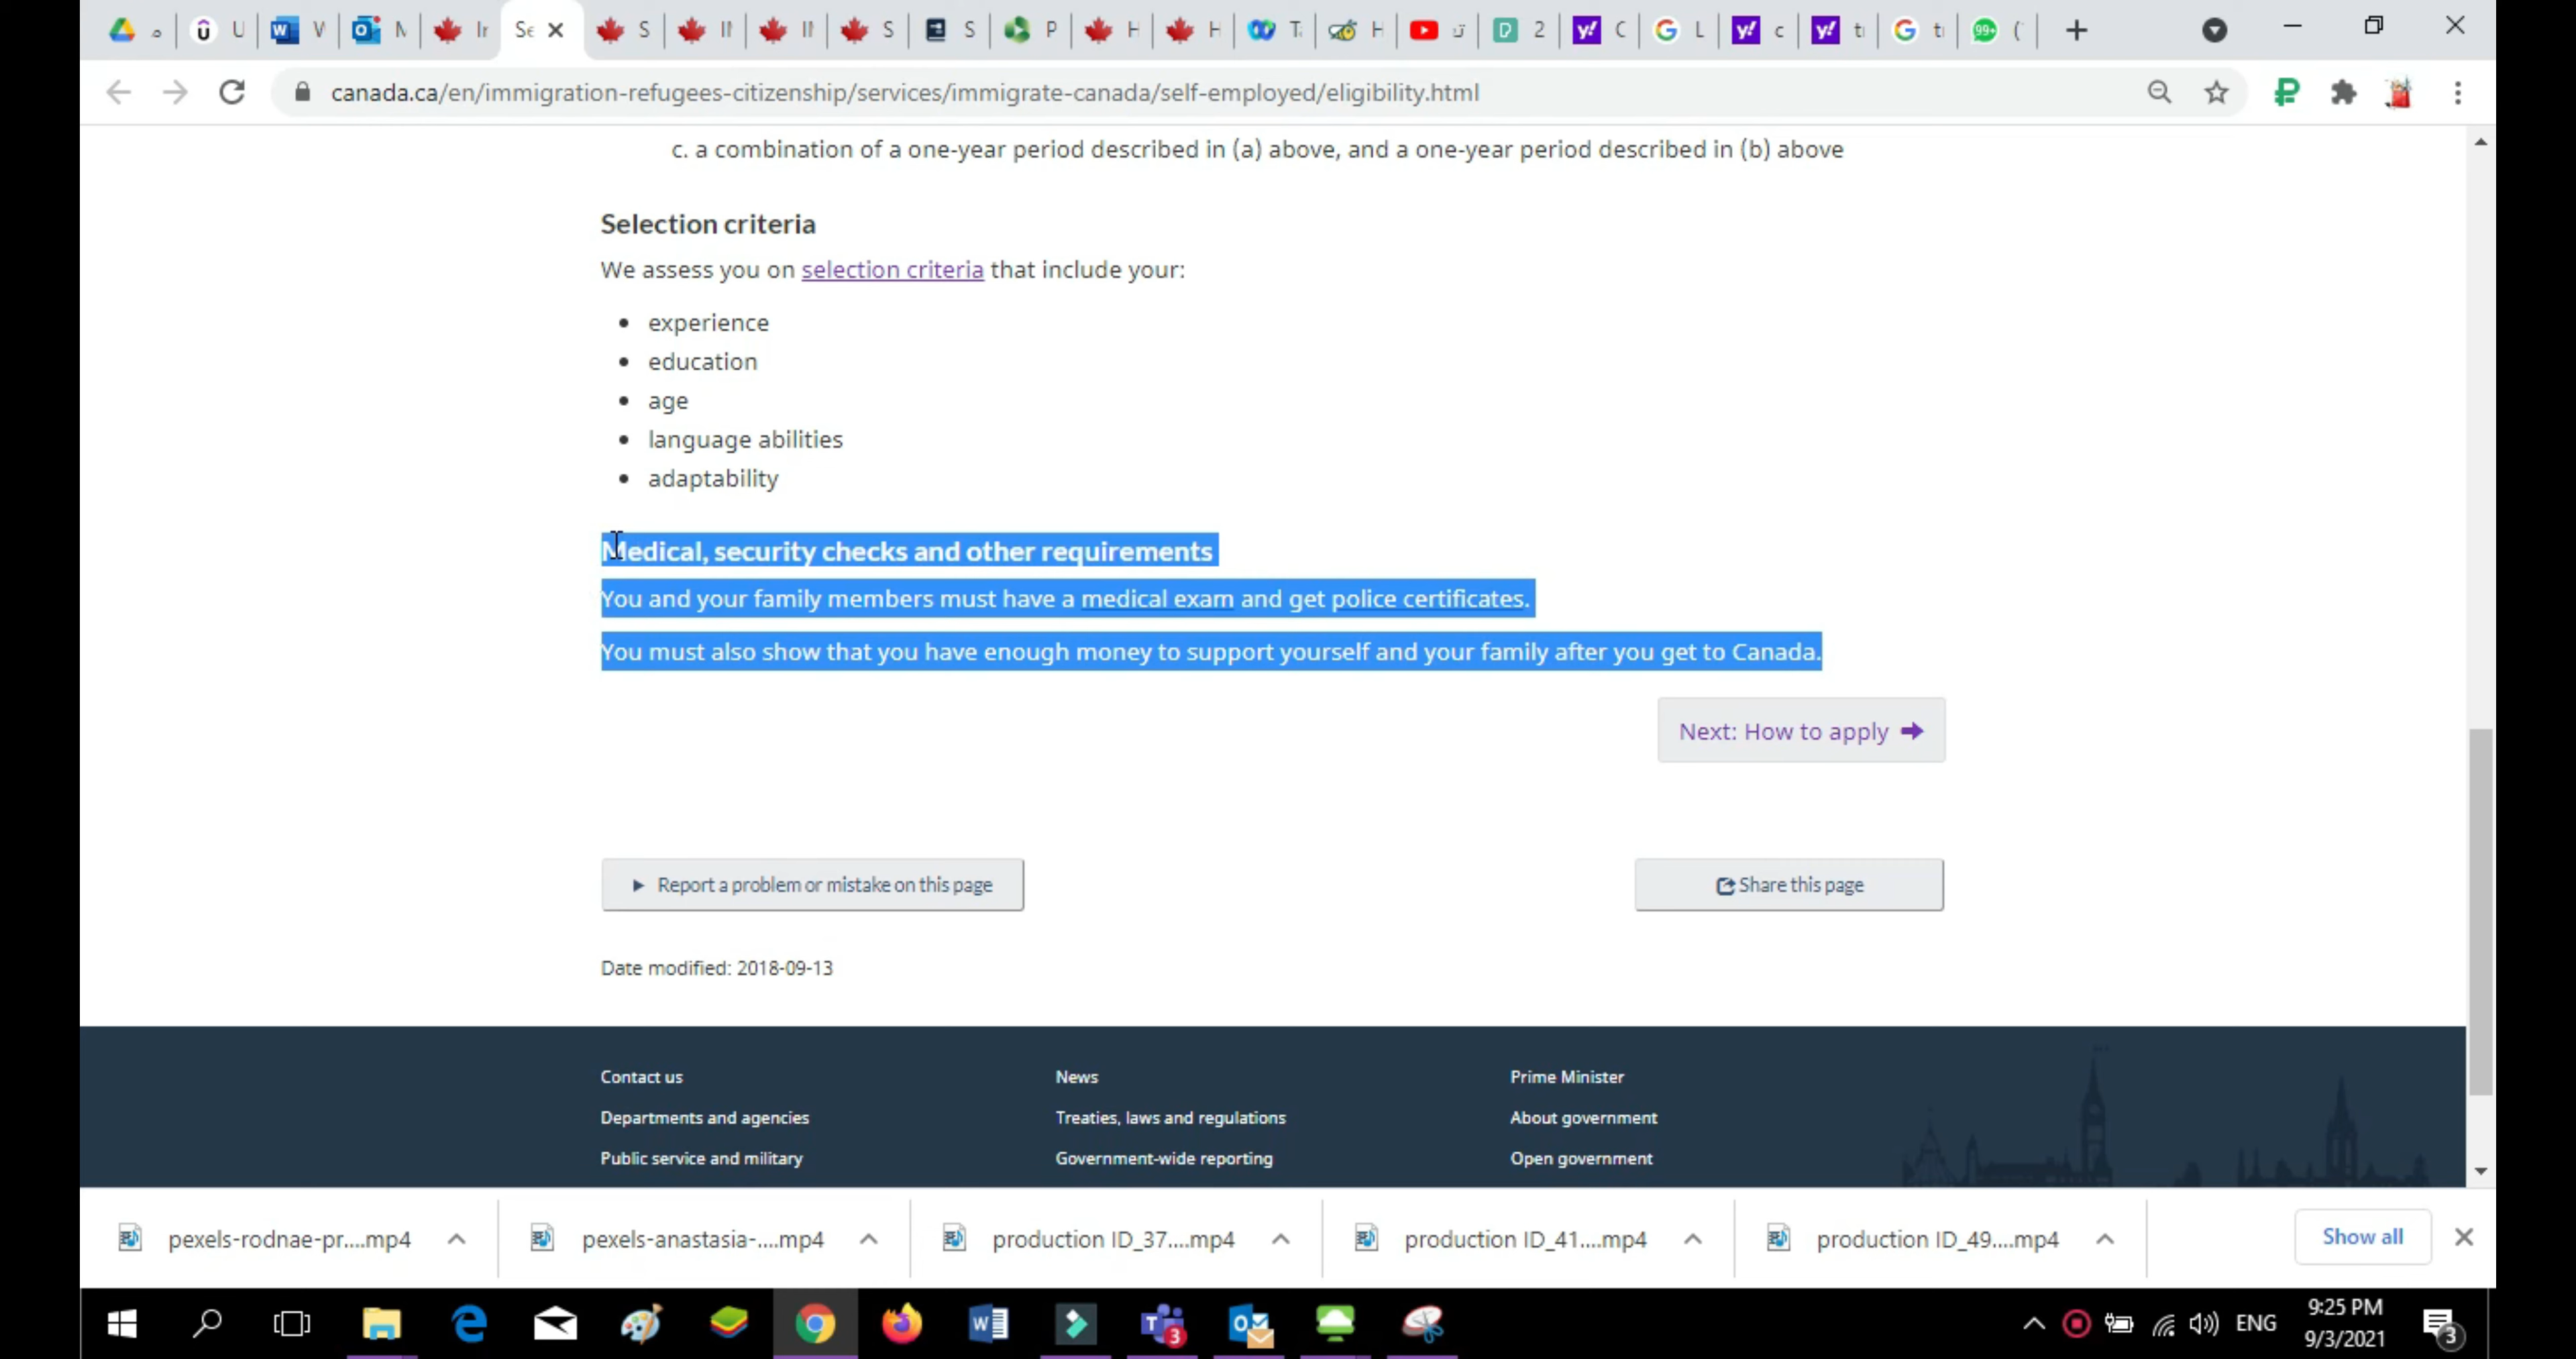 S
canada.ca/en/immigration-refugees-citizenship/services/immigrate-canada/self-employed/eligibility.html
c. a combination of a one-year period described in (a) above, and a one-year period described in (b) above
Selection criteria
We assess you on selection criteria that include your:
• experience
• education
• age
• language abilities
• adaptability
Medical, security checks and other requirements
You and your family members must have a medical exam and get police certificates.
You must also show that you have enough money to support yourself and your family after you get to Canada.
Next: How to apply
Report a problem or mistake on this page
Share this page
Date modified: 2018-09-13
Contact us
News
Prime Minister
Departments and agencies
Treaties, laws and regulations
About government
Public service and military
Government-wide reporting
Open government
pexels-rodnae-pr....mp4
pexels-anastasia-....mp4
production ID_37....mp4
production ID_41....mp4
production ID_49....mp4
Show all
ENG
9:25 PM
9/3/2021
3
3